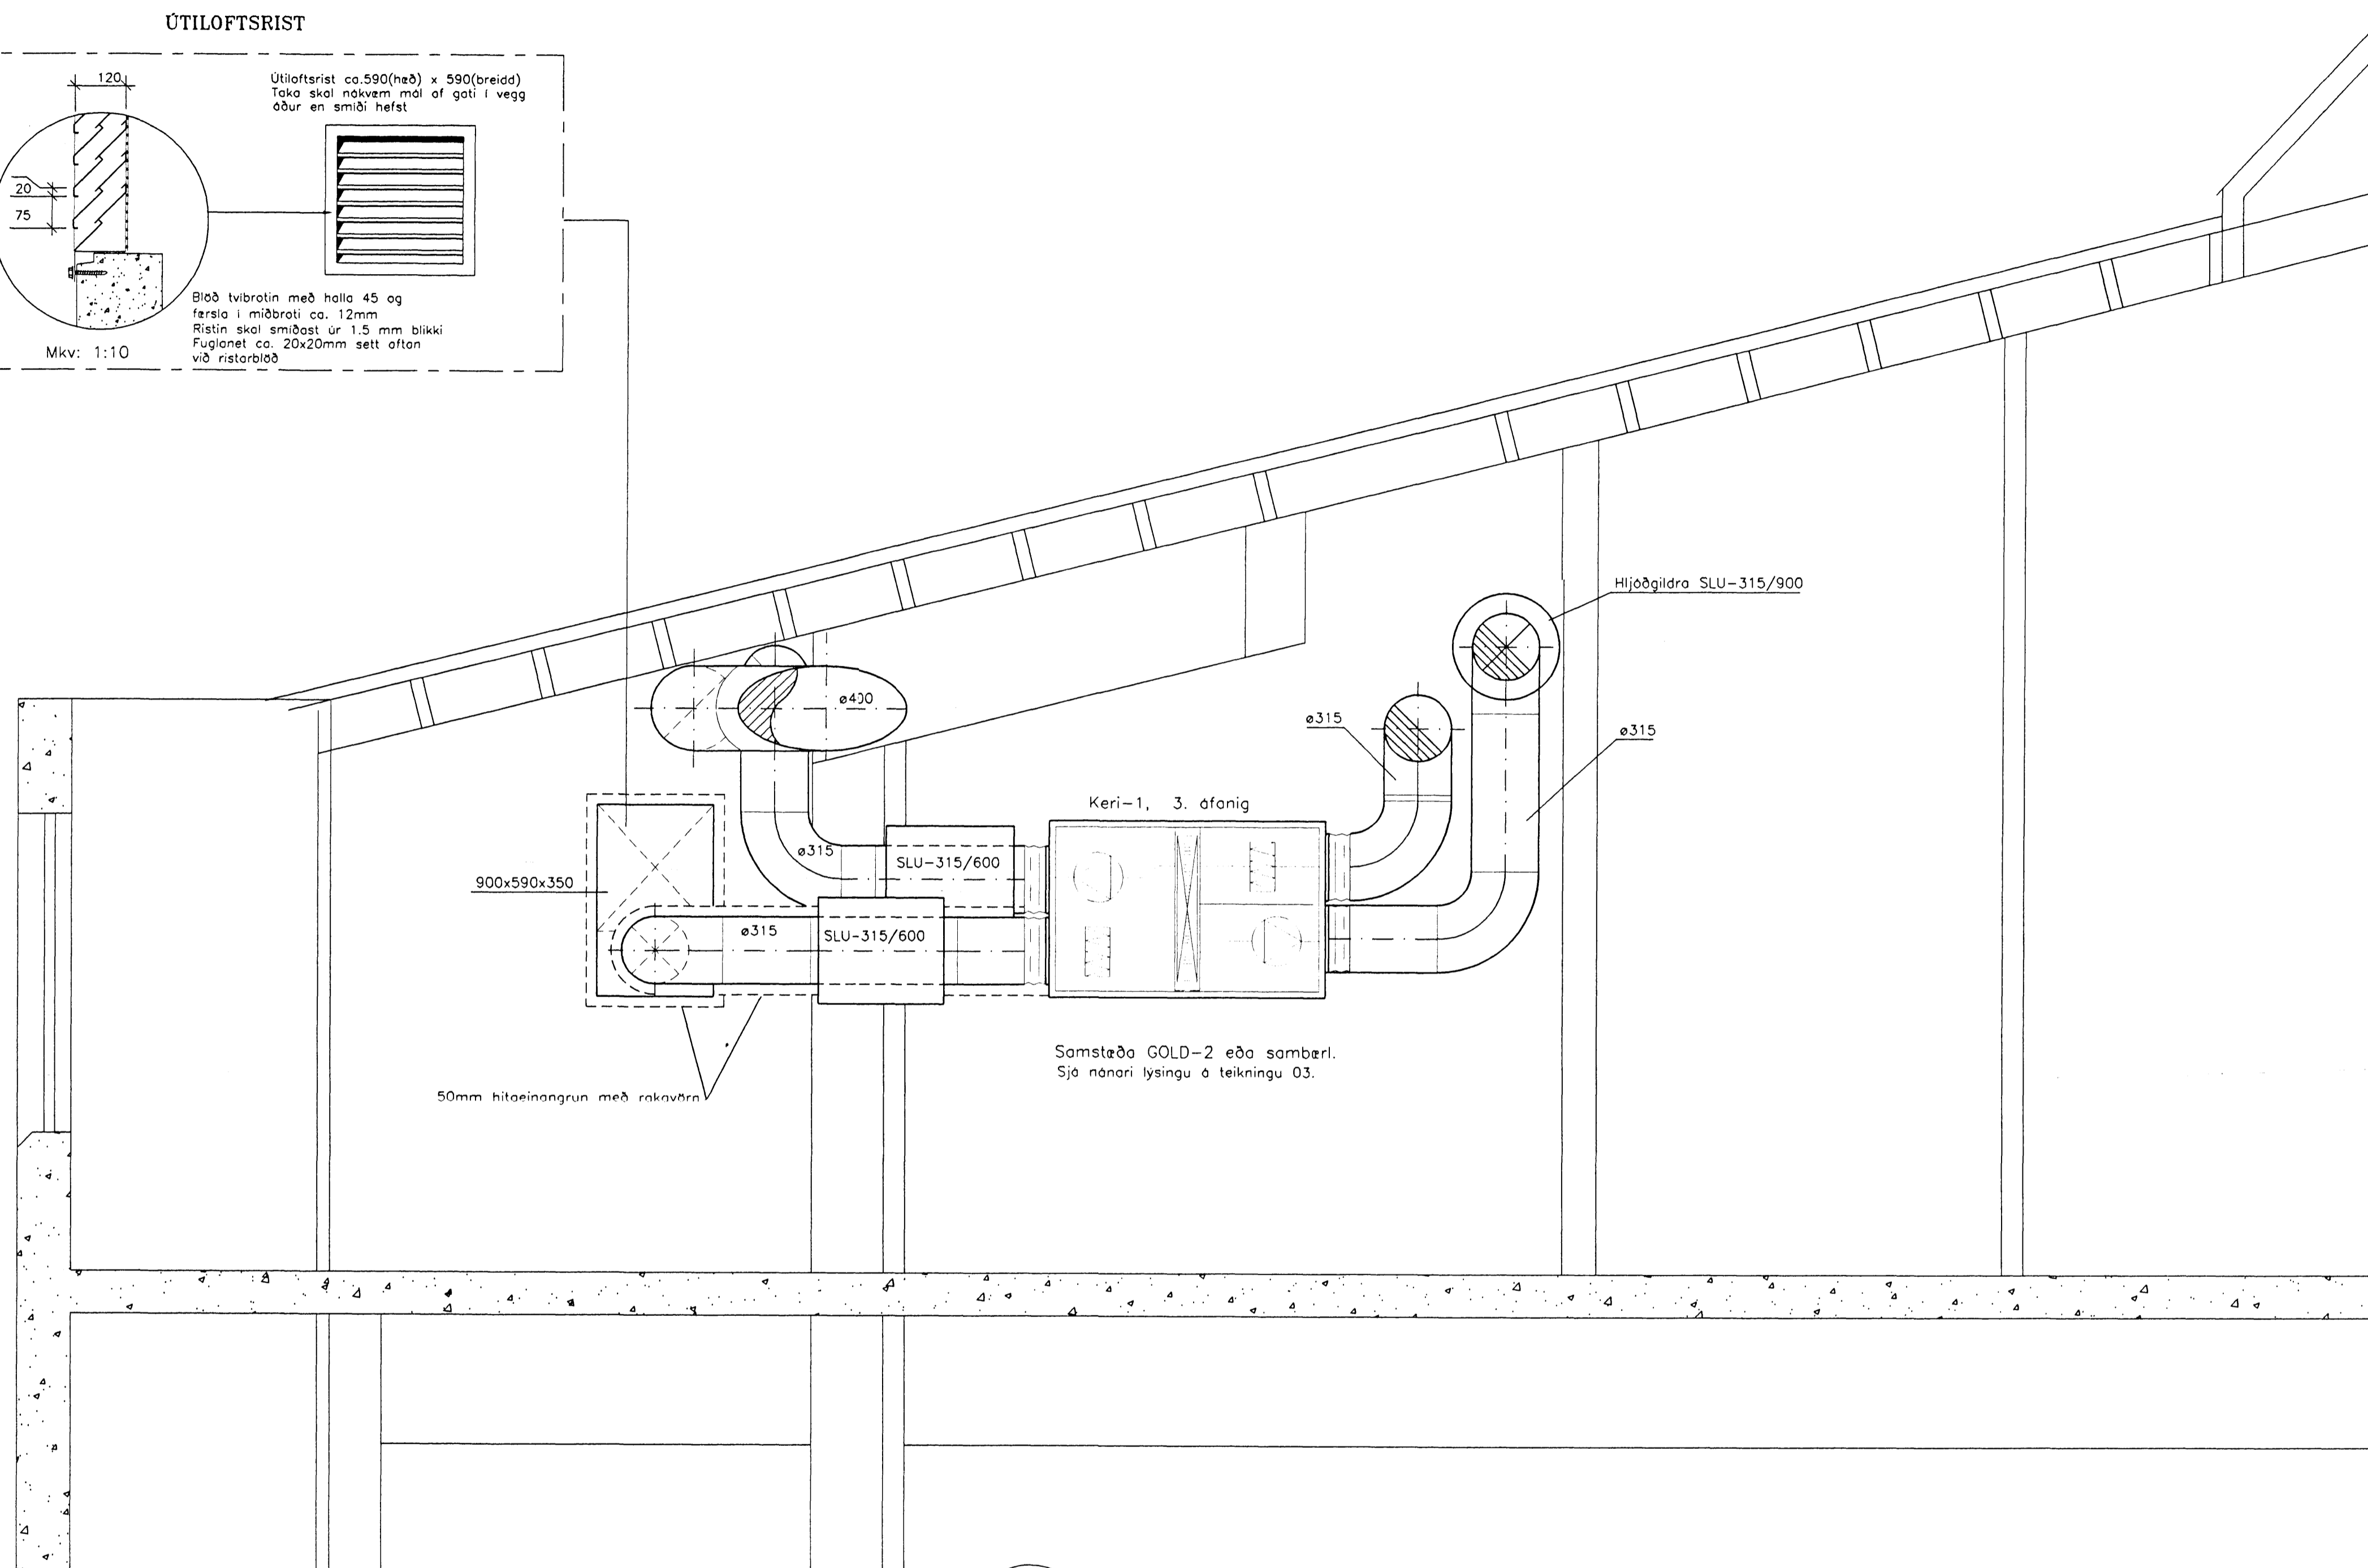 ÚTILOFTSRIST
120
Útiloftsrist ca.590(hæð) x 590(breidd)
Taka skal nákvæm mál af gati í vegg
áður en smíði hefst
20
75
Blöð tvíbrotin með halla 45 og
færsla í miðbroti ca. 12mm
Ristin skal smíðast úr 1.5 mm blikki
Fuglanet ca. 20x20mm sett aftan
við ristarblöð
Mkv: 1:10
Hljóðgildra SLU-315/900
ø400
ø315
ø315
Keri-1, 3. áfanig
ø315
SLU-315/600
900x590x350
ø315
SLU-315/600
Samstæða GOLD-2 eða sambærl.
Sjá nánari lýsingu á teikningu 03.
50mm hitaeinangrun með rakavörn